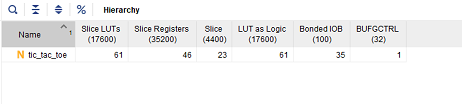 Hierarchy
Name 1 Slice LUTs (17600) Slice Registers (35200) Slice (4400) LUT as Logic (17600) Bonded IOB (100) BUFGCTRL (32)
N tic_tac_toe 61 46 23 61 35 1